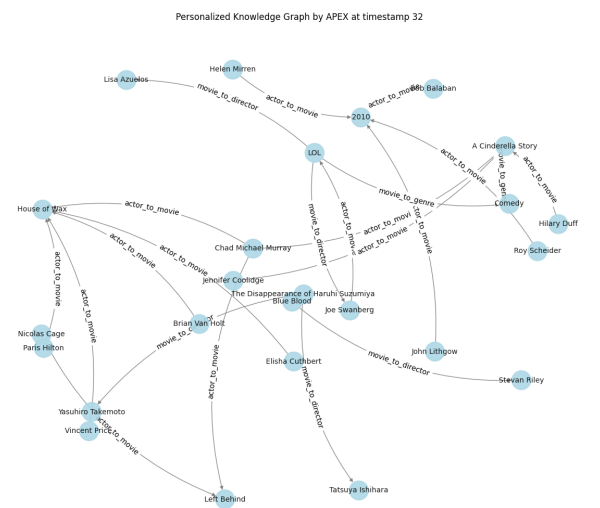 Personalized Knowledge Graph by APEX at timestamp 32
Helen Mirren
Lisa Azuelos
Bob Balaban
actor_to_movie
movie_to_director
actor_to_movie
2010
A Cinderella Story
LOL
actor_to_movie
movie_to_genre
actor_to_movie
movie_to_genre
Comedy
House of Wax
actor_to_movie
Hilary Duff
movie_to_director
actor_to_movie
actor_to_movie
actor_to_movie
actor_to_movie
Chad Michael Murray
actor_to_movie
Roy Scheider
actor_to_movie
actor_to_movie
Jennifer Coolidge
The Disappearance of Haruhi Suzumiya
Blue Blood
actor_to_movie
Joe Swanberg
Brian Van Holt
Nicolas Cage
movie_to_director
Paris Hilton
John Lithgow
Elisha Cuthbert
movie_to_director
actor_to_movie
Stevan Riley
movie_to_director
Yasuhiro Takemoto
Vincent Price
actor_to_movie
Tatsuya Ishihara
Left Behind